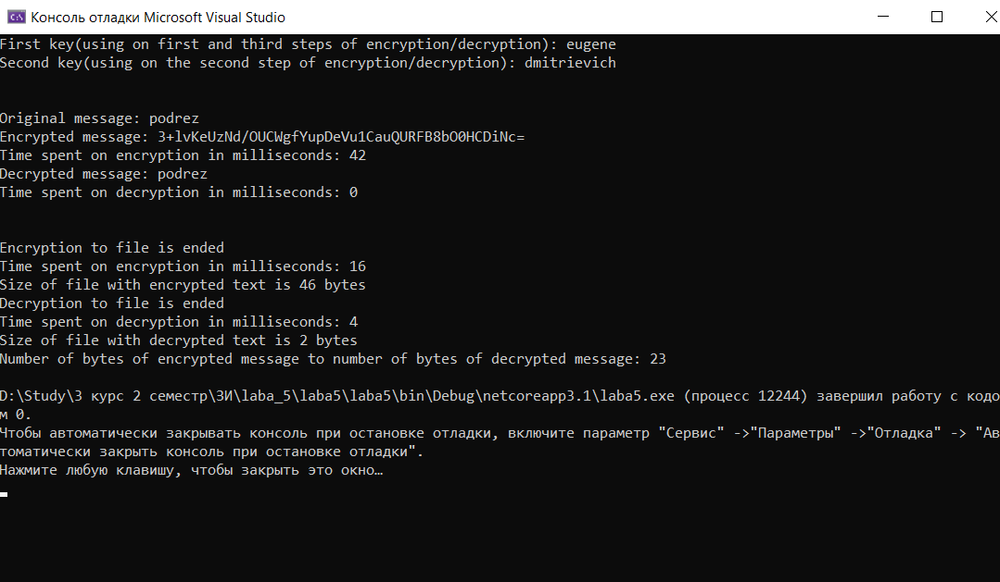 Консоль отладки Microsoft Visual Studio
First key(using on first and third steps of encryption/decryption): eugene
Second key(using on the second step of encryption/decryption): dmitrievich
Original message: podrez
Encrypted message: 3+lvKeUzNd/OUCWgfYupDeVu1CauQURFB8bO0HCDiNc=
Time spent on encryption in milliseconds: 42
Decrypted message: podrez
Time spent on decryption in milliseconds: 0
Encryption to file is ended
Time spent on encryption in milliseconds: 16
Size of file with encrypted text is 46 bytes
Decryption to file is ended
Time spent on decryption in milliseconds: 4
Size of file with decrypted text is 2 bytes
Number of bytes of encrypted message to number of bytes of decrypted message: 23
D:\Study\3 курс 2 семестр\ЗИ\laba_5\laba5\laba5\bin\Debug\netcoreapp3.1\laba5.exe (процесс 12244) завершил работу с кодо
м 0.
Чтобы автоматически закрывать консоль при остановке отладки, включите параметр "Сервис" ->"Параметры" ->"Отладка" -> "Ав
томатически закрыть консоль при остановке отладки".
Нажмите любую клавишу, чтобы закрыть это окно…